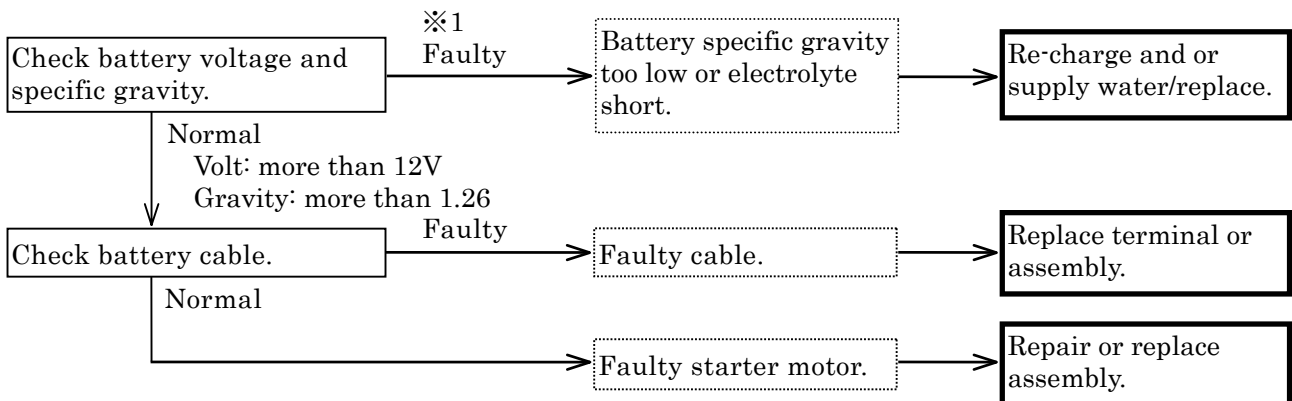 ※1
Faulty
Check battery voltage and
specific gravity.
Battery specific gravity
too low or electrolyte
short.
Re-charge and or
supply water/replace.
Normal
Volt: more than 12V
Gravity: more than 1.26
Faulty
Check battery cable.
Faulty cable.
Replace terminal or
assembly.
Normal
Faulty starter motor.
Repair or replace
assembly.